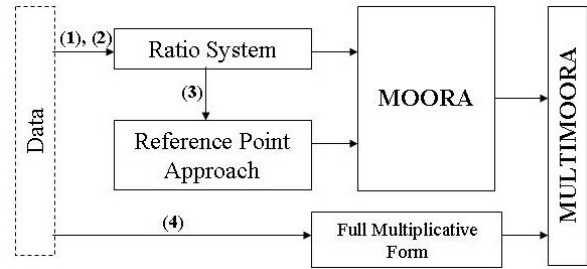 Data
(1), (2)
Ratio System
(3)
Reference Point
Approach
MOORA
(4)
Full Multiplicative
Form
MULTIMOORA